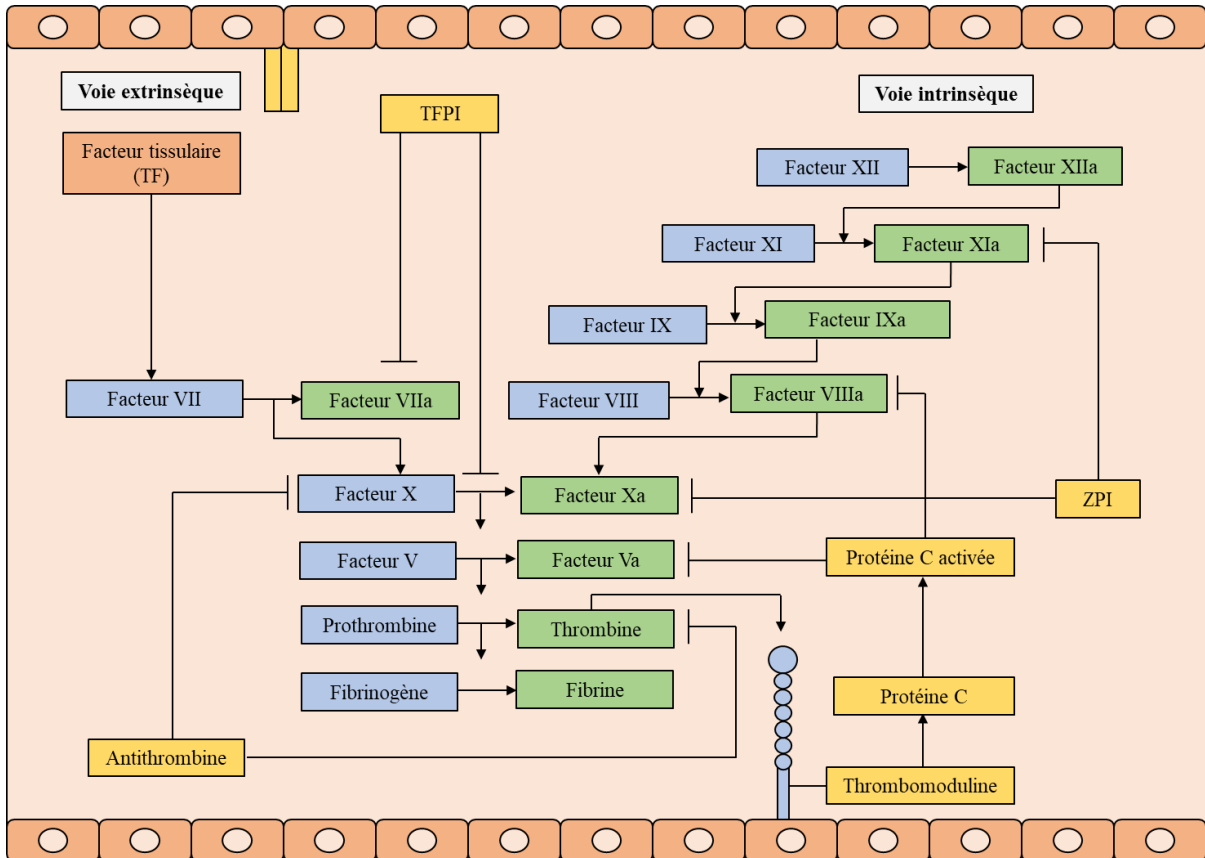 Voie extrinsèque
TFPI
Voie intrinsèque
Facteur tissulaire
(TF)
Facteur XII
Facteur XIIa
Facteur XI
Facteur XIa
Facteur IX
Facteur IXa
Facteur VII
Facteur VIIa
Facteur VIII
Facteur VIIIa
Facteur X
Facteur Xa
ZPI
Facteur V
Facteur Va
Protéine C activée
Prothrombine
Thrombine
Fibrinogène
Fibrine
Protéine C
Antithrombine
Thrombomoduline